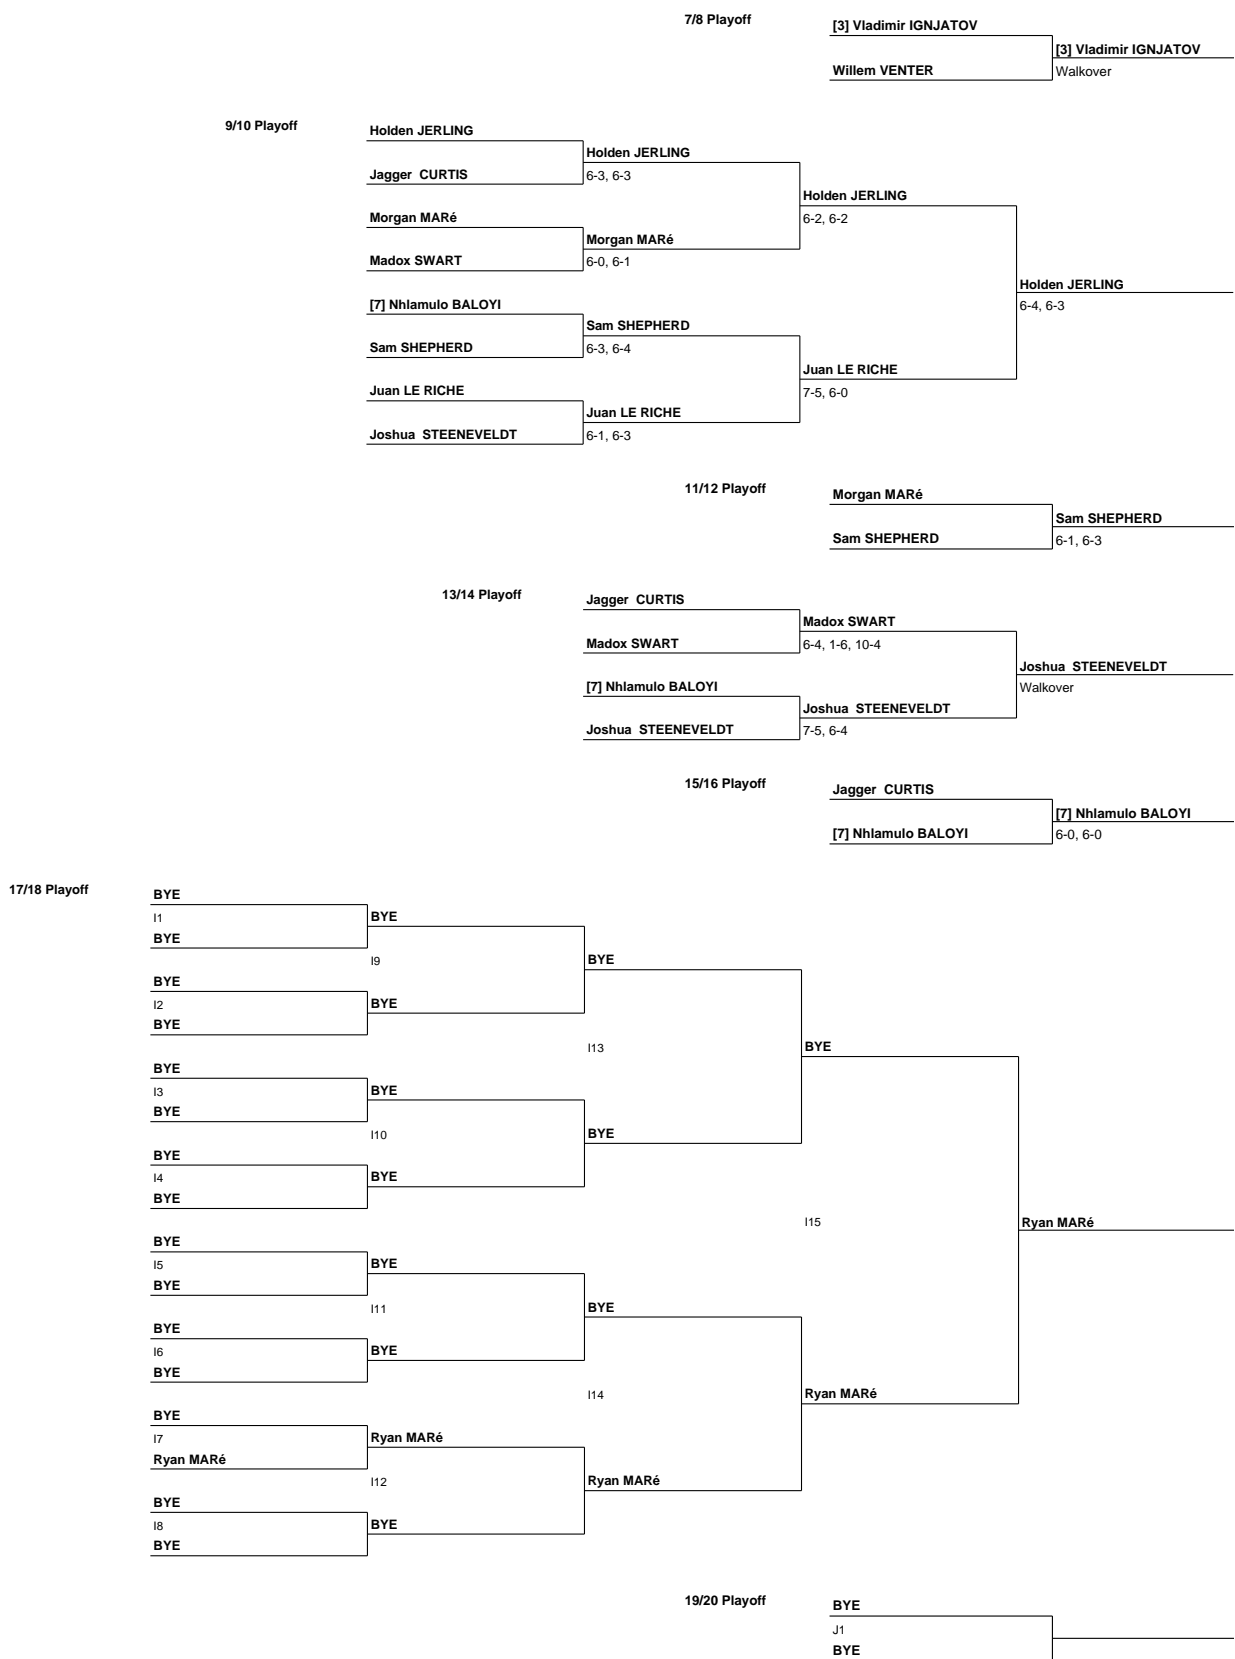 7/8 Playoff
[3] Vladimir IGNJATOV
[3] Vladimir IGNJATOV
Willem VENTER
Walkover
9/10 Playoff
Holden JERLING
Holden JERLING
Jagger CURTIS
6-3, 6-3
Holden JERLING
Morgan MARé
6-2, 6-2
Morgan MARé
Madox SWART
6-0, 6-1
Holden JERLING
[7] Nhlamulo BALOYI
6-4, 6-3
Sam SHEPHERD
Sam SHEPHERD
6-3, 6-4
Juan LE RICHE
Juan LE RICHE
7-5, 6-0
Juan LE RICHE
Joshua STEENEVELDT
6-1, 6-3
11/12 Playoff
Morgan MARé
Sam SHEPHERD
Sam SHEPHERD
6-1, 6-3
13/14 Playoff
Jagger CURTIS
Madox SWART
Madox SWART
6-4, 1-6, 10-4
Joshua STEENEVELDT
[7] Nhlamulo BALOYI
Walkover
Joshua STEENEVELDT
Joshua STEENEVELDT
7-5, 6-4
15/16 Playoff
Jagger CURTIS
[7] Nhlamulo BALOYI
[7] Nhlamulo BALOYI
6-0, 6-0
17/18 Playoff
BYE
I1
BYE
BYE
I9
BYE
BYE
I2
BYE
BYE
I13
BYE
BYE
I3
BYE
BYE
I10
BYE
BYE
I4
BYE
BYE
I15
Ryan MARé
BYE
I5
BYE
BYE
I11
BYE
BYE
I6
BYE
BYE
I14
Ryan MARé
BYE
I7
Ryan MARé
Ryan MARé
I12
Ryan MARé
BYE
I8
BYE
BYE
19/20 Playoff
BYE
J1
BYE